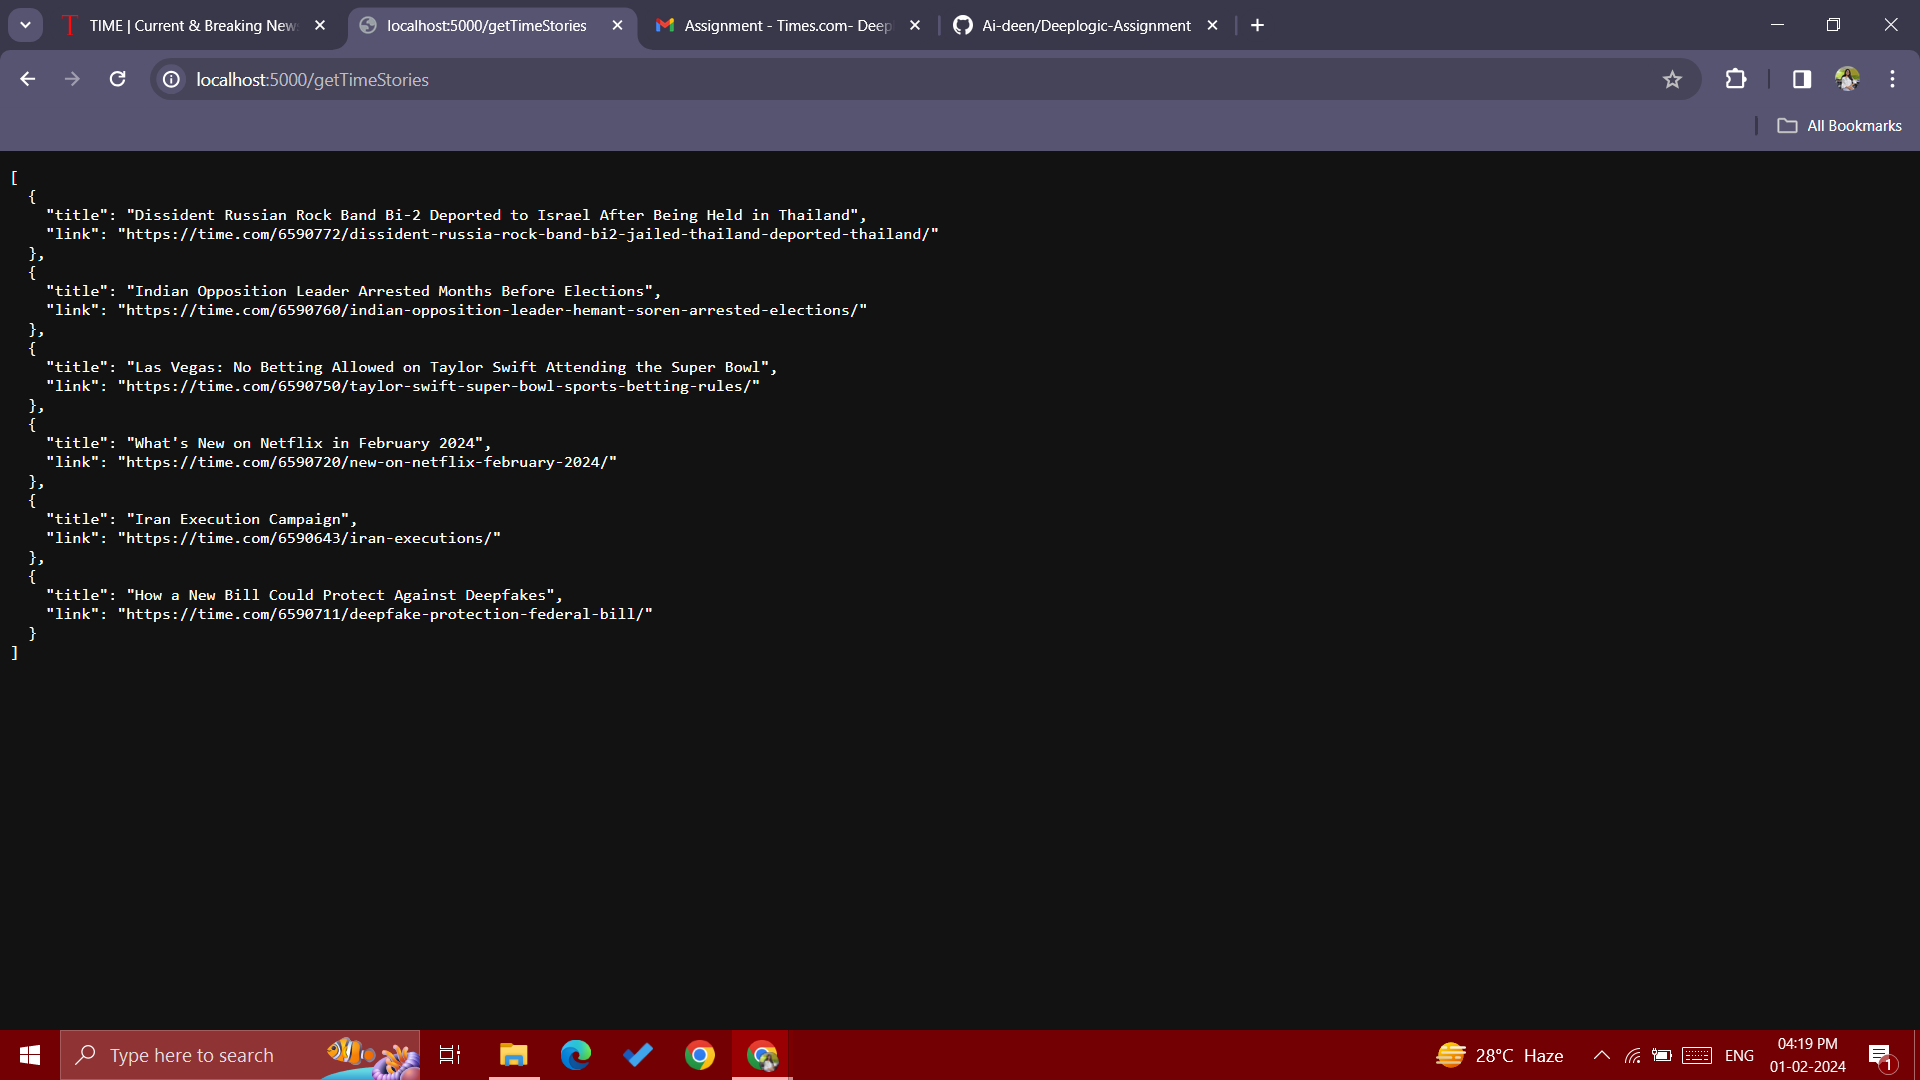 TIME | Current & Breaking New
localhost:5000/getTimeStories
Assignment - Times.com- Deep
Ai-deen/Deeplogic-Assignment
localhost:5000/getTimeStories
All Bookmarks
[
{
"title": "Dissident Russian Rock Band Bi-2 Deported to Israel After Being Held in Thailand",
"link": "https://time.com/6590772/dissident-russia-rock-band-bi2-jailed-thailand-deported-thailand/"
},
{
"title": "Indian Opposition Leader Arrested Months Before Elections",
"link": "https://time.com/6590760/indian-opposition-leader-hemant-soren-arrested-elections/"
},
{
"title": "Las Vegas: No Betting Allowed on Taylor Swift Attending the Super Bowl",
"link": "https://time.com/6590750/taylor-swift-super-bowl-sports-betting-rules/"
},
{
"title": "What's New on Netflix in February 2024",
"link": "https://time.com/6590720/new-on-netflix-february-2024/"
},
{
"title": "Iran Execution Campaign",
"link": "https://time.com/6590643/iran-executions/"
},
{
"title": "How a New Bill Could Protect Against Deepfakes",
"link": "https://time.com/6590711/deepfake-protection-federal-bill/"
}
]
Type here to search
28°C Haze
ENG
04:19 PM
01-02-2024
1